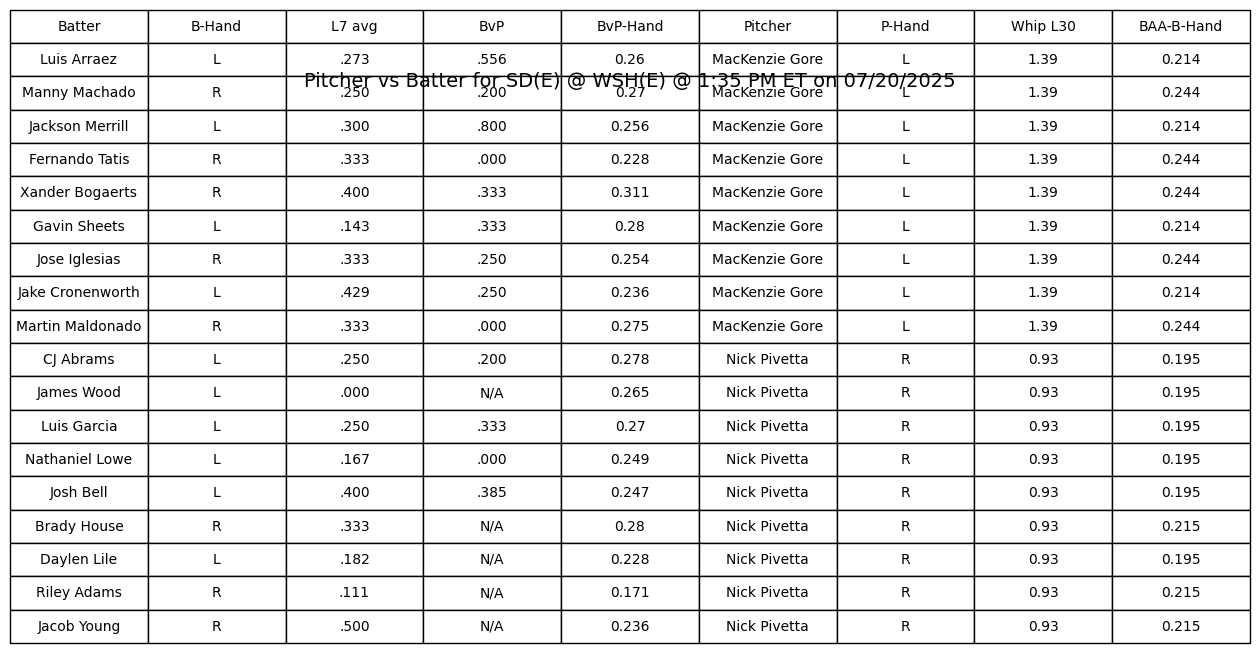 Batter B-Hand L7 avg BvP BvP-Hand Pitcher P-Hand Whip L30 BAA-B-Hand
Luis Arraez L .273 .556 0.26 MacKenzie Gore L 1.39 0.214
Pitcher vs Batter for SD(E) @ WSH(E) @ 1:35 PM ET on 07/20/2025
Manny Machado R .250 .200 0.27 MacKenzie Gore L 1.39 0.244
Jackson Merrill L .300 .800 0.256 MacKenzie Gore L 1.39 0.214
Fernando Tatis R .333 .000 0.228 MacKenzie Gore L 1.39 0.244
Xander Bogaerts R .400 .333 0.311 MacKenzie Gore L 1.39 0.244
Gavin Sheets L .143 .333 0.28 MacKenzie Gore L 1.39 0.214
Jose Iglesias R .333 .250 0.254 MacKenzie Gore L 1.39 0.244
Jake Cronenworth L .429 .250 0.236 MacKenzie Gore L 1.39 0.214
Martin Maldonado R .333 .000 0.275 MacKenzie Gore L 1.39 0.244
CJ Abrams L .250 .200 0.278 Nick Pivetta R 0.93 0.195
James Wood L .000 N/A 0.265 Nick Pivetta R 0.93 0.195
Luis Garcia L .250 .333 0.27 Nick Pivetta R 0.93 0.195
Nathaniel Lowe L .167 .000 0.249 Nick Pivetta R 0.93 0.195
Josh Bell L .400 .385 0.247 Nick Pivetta R 0.93 0.195
Brady House R .333 N/A 0.28 Nick Pivetta R 0.93 0.215
Daylen Lile L .182 N/A 0.228 Nick Pivetta R 0.93 0.195
Riley Adams R .111 N/A 0.171 Nick Pivetta R 0.93 0.215
Jacob Young R .500 N/A 0.236 Nick Pivetta R 0.93 0.215